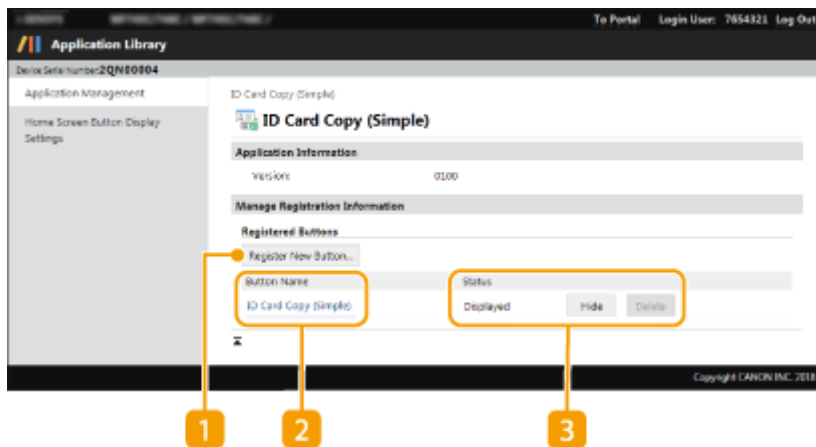 To Portal Login User: 7654321 Log Out
Application Library
Device Serial Number:2QN00004
Application Management
Home Screen Button Display
Settings
ID Card Copy (Simple)
ID Card Copy (Simple)
Application Information
Version: 0100
Manage Registration Information
Registered Buttons
Register New Button...
Button Name Status
ID Card Copy (Simple) Displayed Hide Delete
Copyright CANON INC. 2018
1 2 3